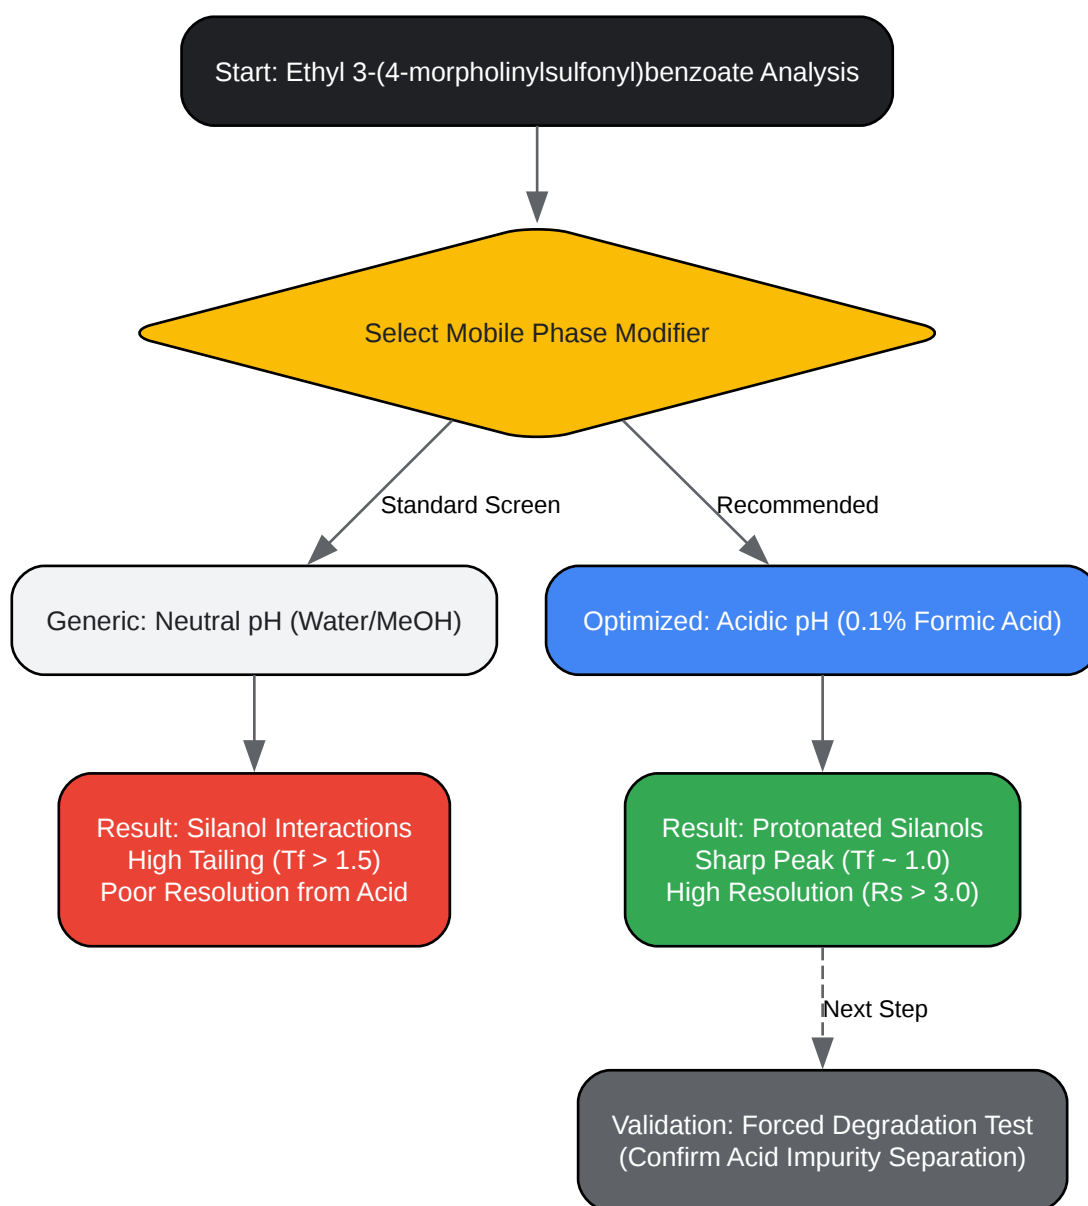 Start: Ethyl 3-(4-morpholinylsulfonyl)benzoate Analysis
Select Mobile Phase Modifier
Standard Screen
Recommended
Generic: Neutral pH (Water/MeOH)
Optimized: Acidic pH (0.1% Formic Acid)
Result: Silanol Interactions
High Tailing (Tf > 1.5)
Poor Resolution from Acid
Result: Protonated Silanols
Sharp Peak (Tf ~ 1.0)
High Resolution (Rs > 3.0)
Next Step
Validation: Forced Degradation Test
(Confirm Acid Impurity Separation)